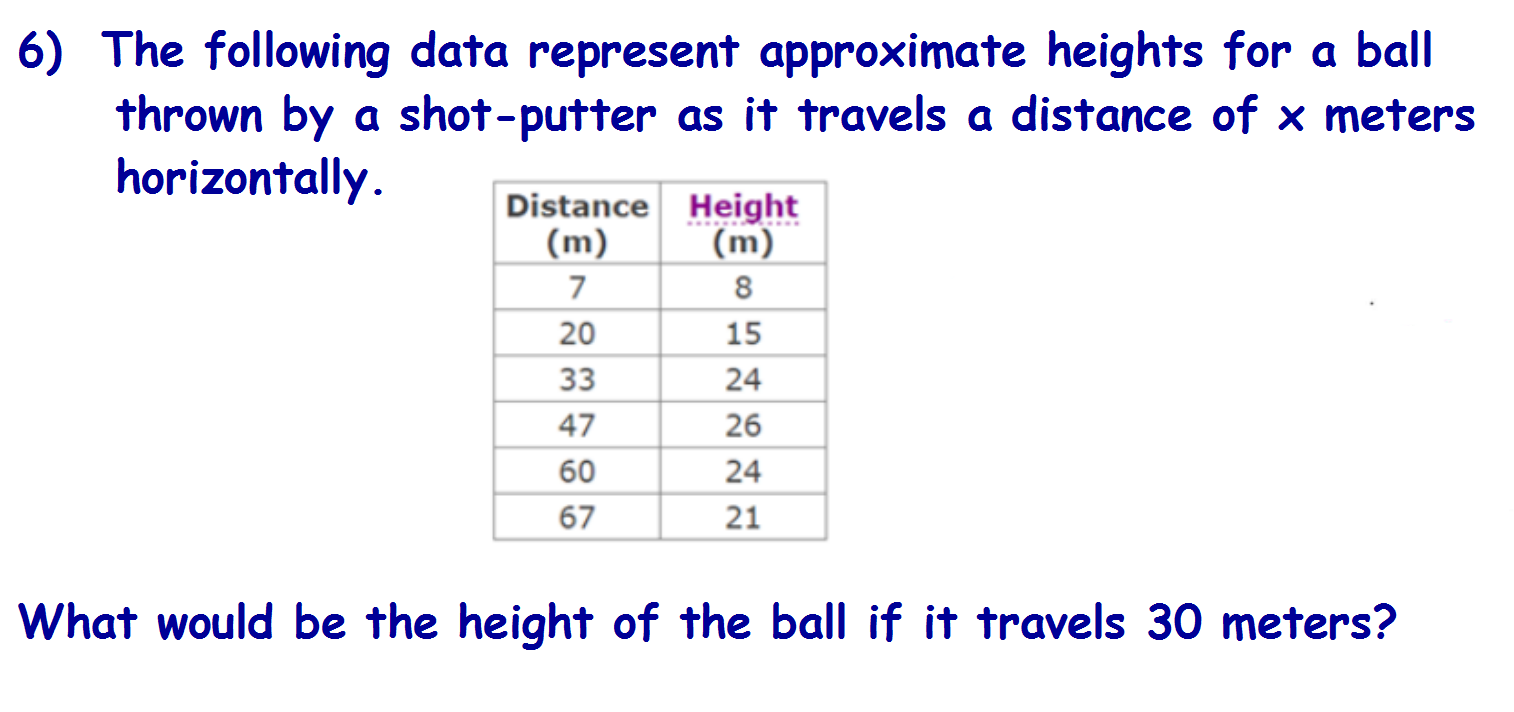 6) The following data represent approximate heights for a ball
thrown by a shot-putter as it travels a distance of x meters
horizontally.
Distance (m) Height (m)
7 8
20 15
33 24
47 26
60 24
67 21
What would be the height of the ball if it travels 30 meters?